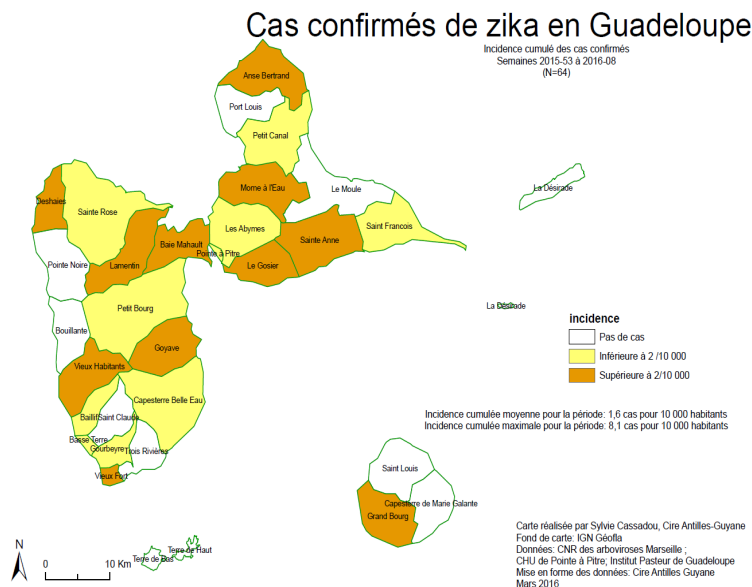 Cas confirmés de zika en Guadeloupe
Incidence cumulé des cas confirmés
Semaines 2015-53 à 2016-08
(N=64)
Anse Bertrand
Port Louis
Petit Canal
Morne à l'Eau
Le Moule
La Désirade
Deshaies
Sainte Rose
Les Abymes
Saint Francois
Baie Mahault
Sainte Anne
Pointe à Pitre
Pointe Noire
Lamentin
Le Gosier
Petit Bourg
La Désirade
Bouillante
Goyave
Vieux Habitants
Capesterre Belle Eau
Baillif
Saint Claude
Basse Terre
Gourbeyre
Trois Rivières
Vieux Fort
incidence
Pas de cas
Inférieure à 2 /10 000
Supérieure à 2/10 000
Incidence cumulée moyenne pour la période: 1,6 cas pour 10 000 habitants
Incidence cumulée maximale pour la période: 8,1 cas pour 10 000 habitants
Saint Louis
Capesterre de Marie Galante
Grand Bourg
Terre de Haut
Terre de Bas
N
0 10 Km
Carte réalisée par Sylvie Cassadou, Cire Antilles-Guyane
Fond de carte: IGN Géofla
Données: CNR des arboviroses Marseille ;
CHU de Pointe à Pitre; Institut Pasteur de Guadeloupe
Mise en forme des données: Cire Antilles Guyane
Mars 2016